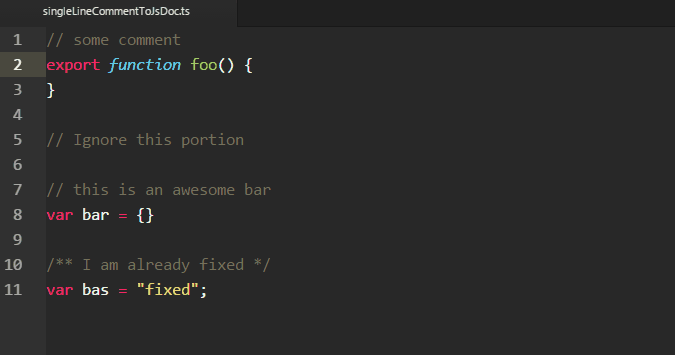 singleLineCommentToJsDoc.ts
1 // some comment
2 export function foo() {
3 }
4
5 // Ignore this portion
6
7 // this is an awesome bar
8 var bar = {}
9
10 /** I am already fixed */
11 var bas = "fixed";